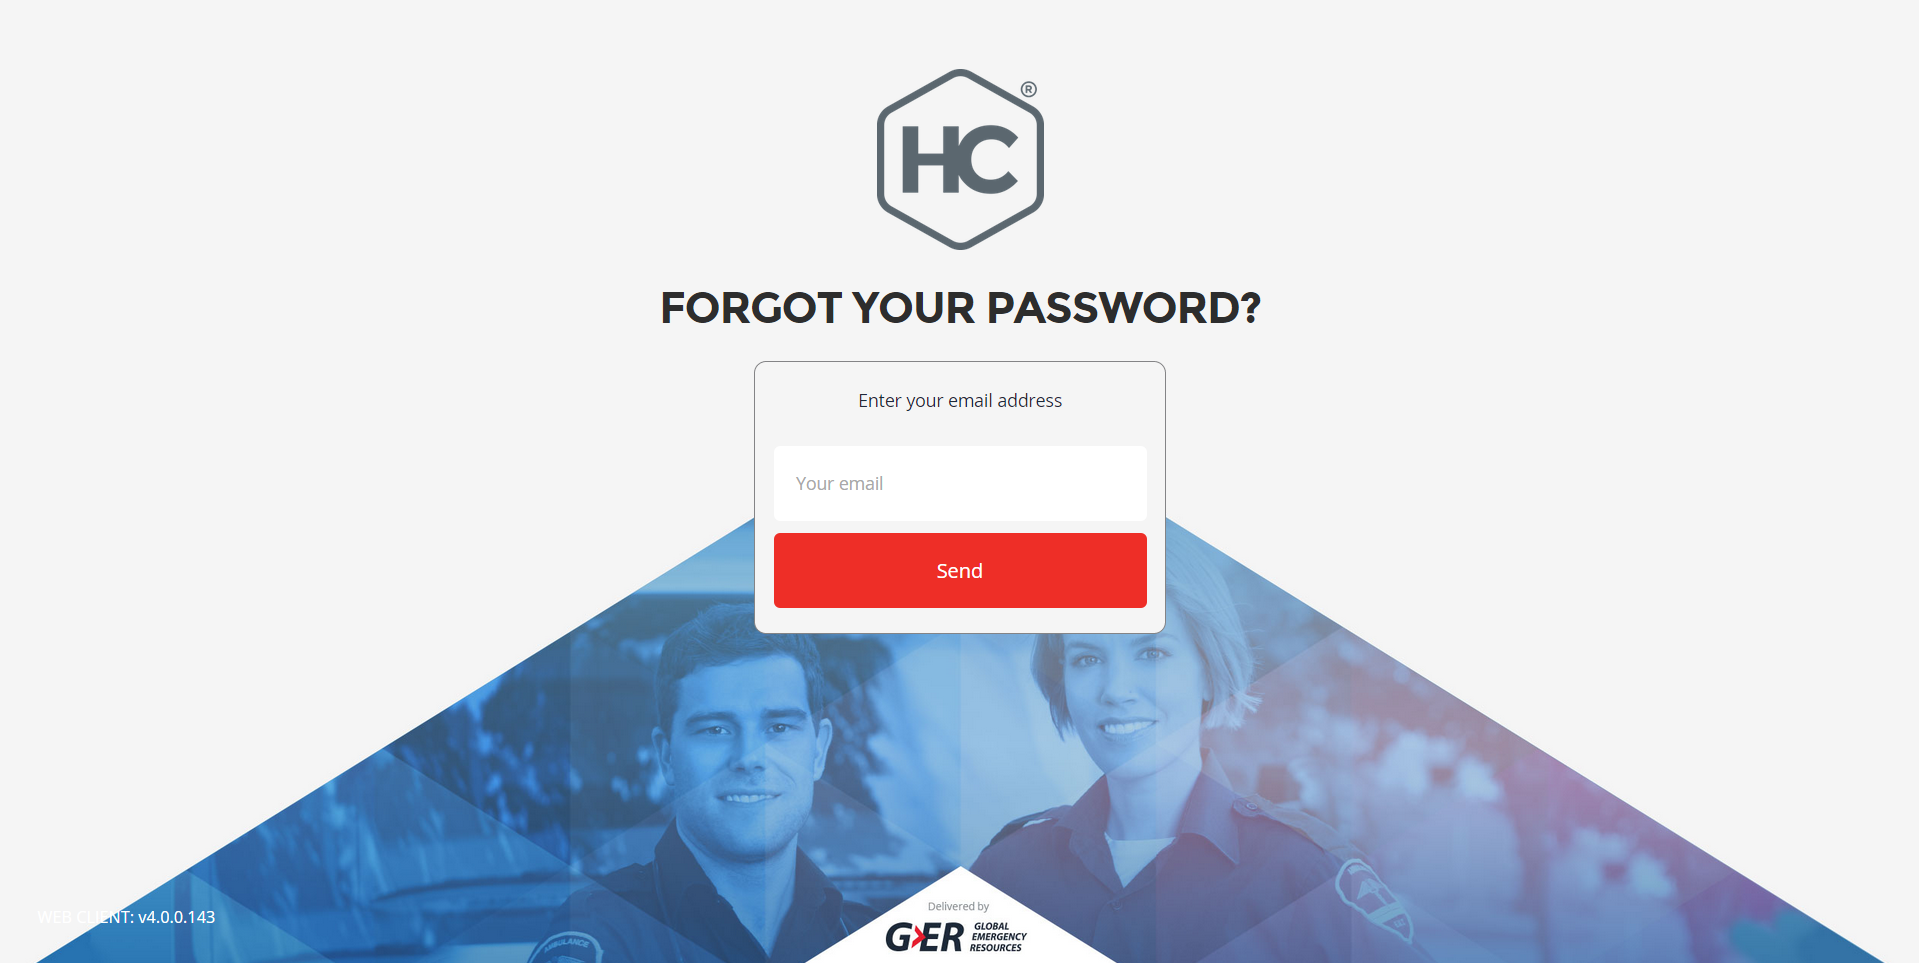 HC®
FORGOT YOUR PASSWORD?
Enter your email address
Your email
Send
WEB CLIENT: v4.0.0.143
AMBULANCE
Delivered by
GER GLOBAL
EMERGENCY
RESOURCES